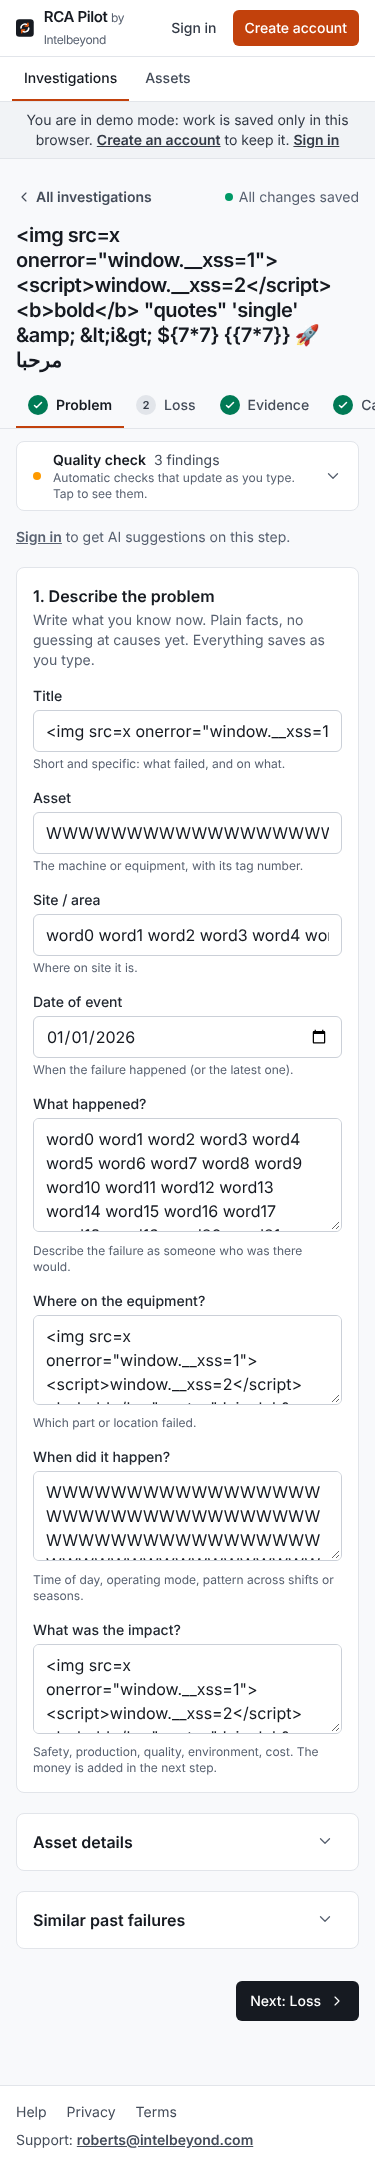 RCA Pilot by
Intelbeyond
Sign in
Create account
Investigations
Assets
You are in demo mode: work is saved only in this
browser. Create an account to keep it. Sign in
All investigations
All changes saved
<img src=x
onerror="window.__xss=1">
<script>window.__xss=2</script>
<b>bold</b> "quotes" 'single'
&amp; &lt;i&gt; ${7*7} {{7*7}} 🚀
مرحبا
Problem
2
Loss
Evidence
Ca
Quality check 3 findings
Automatic checks that update as you type.
Tap to see them.
Sign in to get AI suggestions on this step.
1. Describe the problem
Write what you know now. Plain facts, no
guessing at causes yet. Everything saves as
you type.
Title
<img src=x onerror="window.__xss=1
Short and specific: what failed, and on what.
Asset
The machine or equipment, with its tag number.
Site / area
word0 word1 word2 word3 word4
Where on site it is.
Date of event
01/01/2026
When the failure happened (or the latest one).
What happened?
word0 word1 word2 word3 word4
word5 word6 word7 word8 word9
word10 word11 word12 word13
word14 word15 word16 word17
Describe the failure as someone who was there
would.
Where on the equipment?
<img src=x
onerror="window.__xss=1">
<script>window.__xss=2</script>
Which part or location failed.
When did it happen?
WWWWWWWWWWWWWWWWW
WWWWWWWWWWWWWWWWW
WWWWWWWWWWWWWWWWW
Time of day, operating mode, pattern across shifts or
seasons.
What was the impact?
<img src=x
onerror="window.__xss=1">
<script>window.__xss=2</script>
Safety, production, quality, environment, cost. The
money is added in the next step.
Asset details
Similar past failures
Next: Loss
Help
Privacy
Terms
Support: roberts@intelbeyond.com